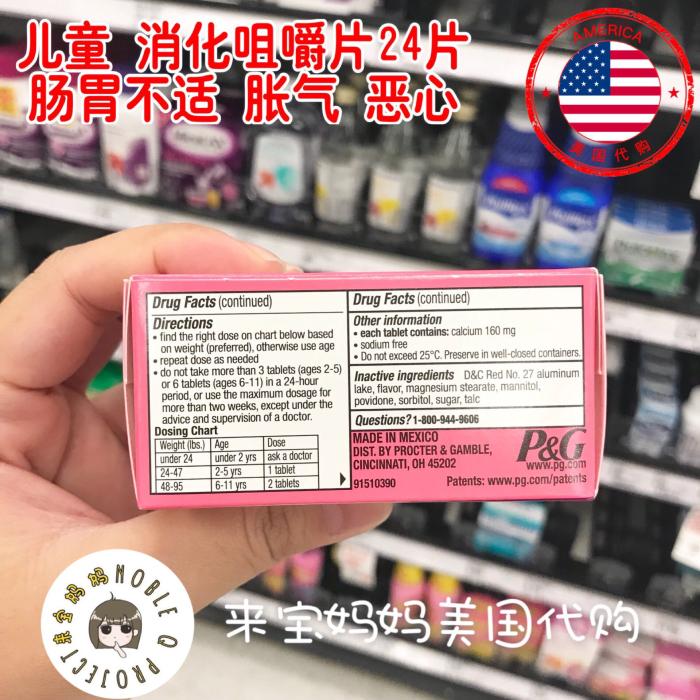 儿童 消化咀嚼片24片
肠胃不适 胀气 恶心
AMERICA
美国代购
Drug Facts (continued)
Directions
• find the right dose on chart below based
on weight (preferred), otherwise use age
• repeat dose as needed
• do not take more than 3 tablets (ages 2-5)
or 6 tablets (ages 6-11) in a 24-hour
period, or use the maximum dosage for
more than two weeks, except under the
advice and supervision of a doctor.
Dosing Chart
Weight (lbs.) Age Dose
under 24 under 2 yrs ask a doctor
24-47 2-5 yrs 1 tablet
48-95 6-11 yrs 2 tablets
Drug Facts (continued)
Other information
• each tablet contains: calcium 160 mg
• sodium free
• Do not exceed 25°C. Preserve in well-closed containers.
Inactive ingredients D&C Red No. 27 aluminum
lake, flavor, magnesium stearate, mannitol,
povidone, sorbitol, sugar, talc
Questions? 1-800-944-9606
MADE IN MEXICO
DIST. BY PROCTER & GAMBLE,
CINCINNATI, OH 45202
P&G
www.pg.com
91510390 Patents: www.pg.com/patents
来宝妈妈 NOBLE Q PROJECT
来宝妈妈美国代购